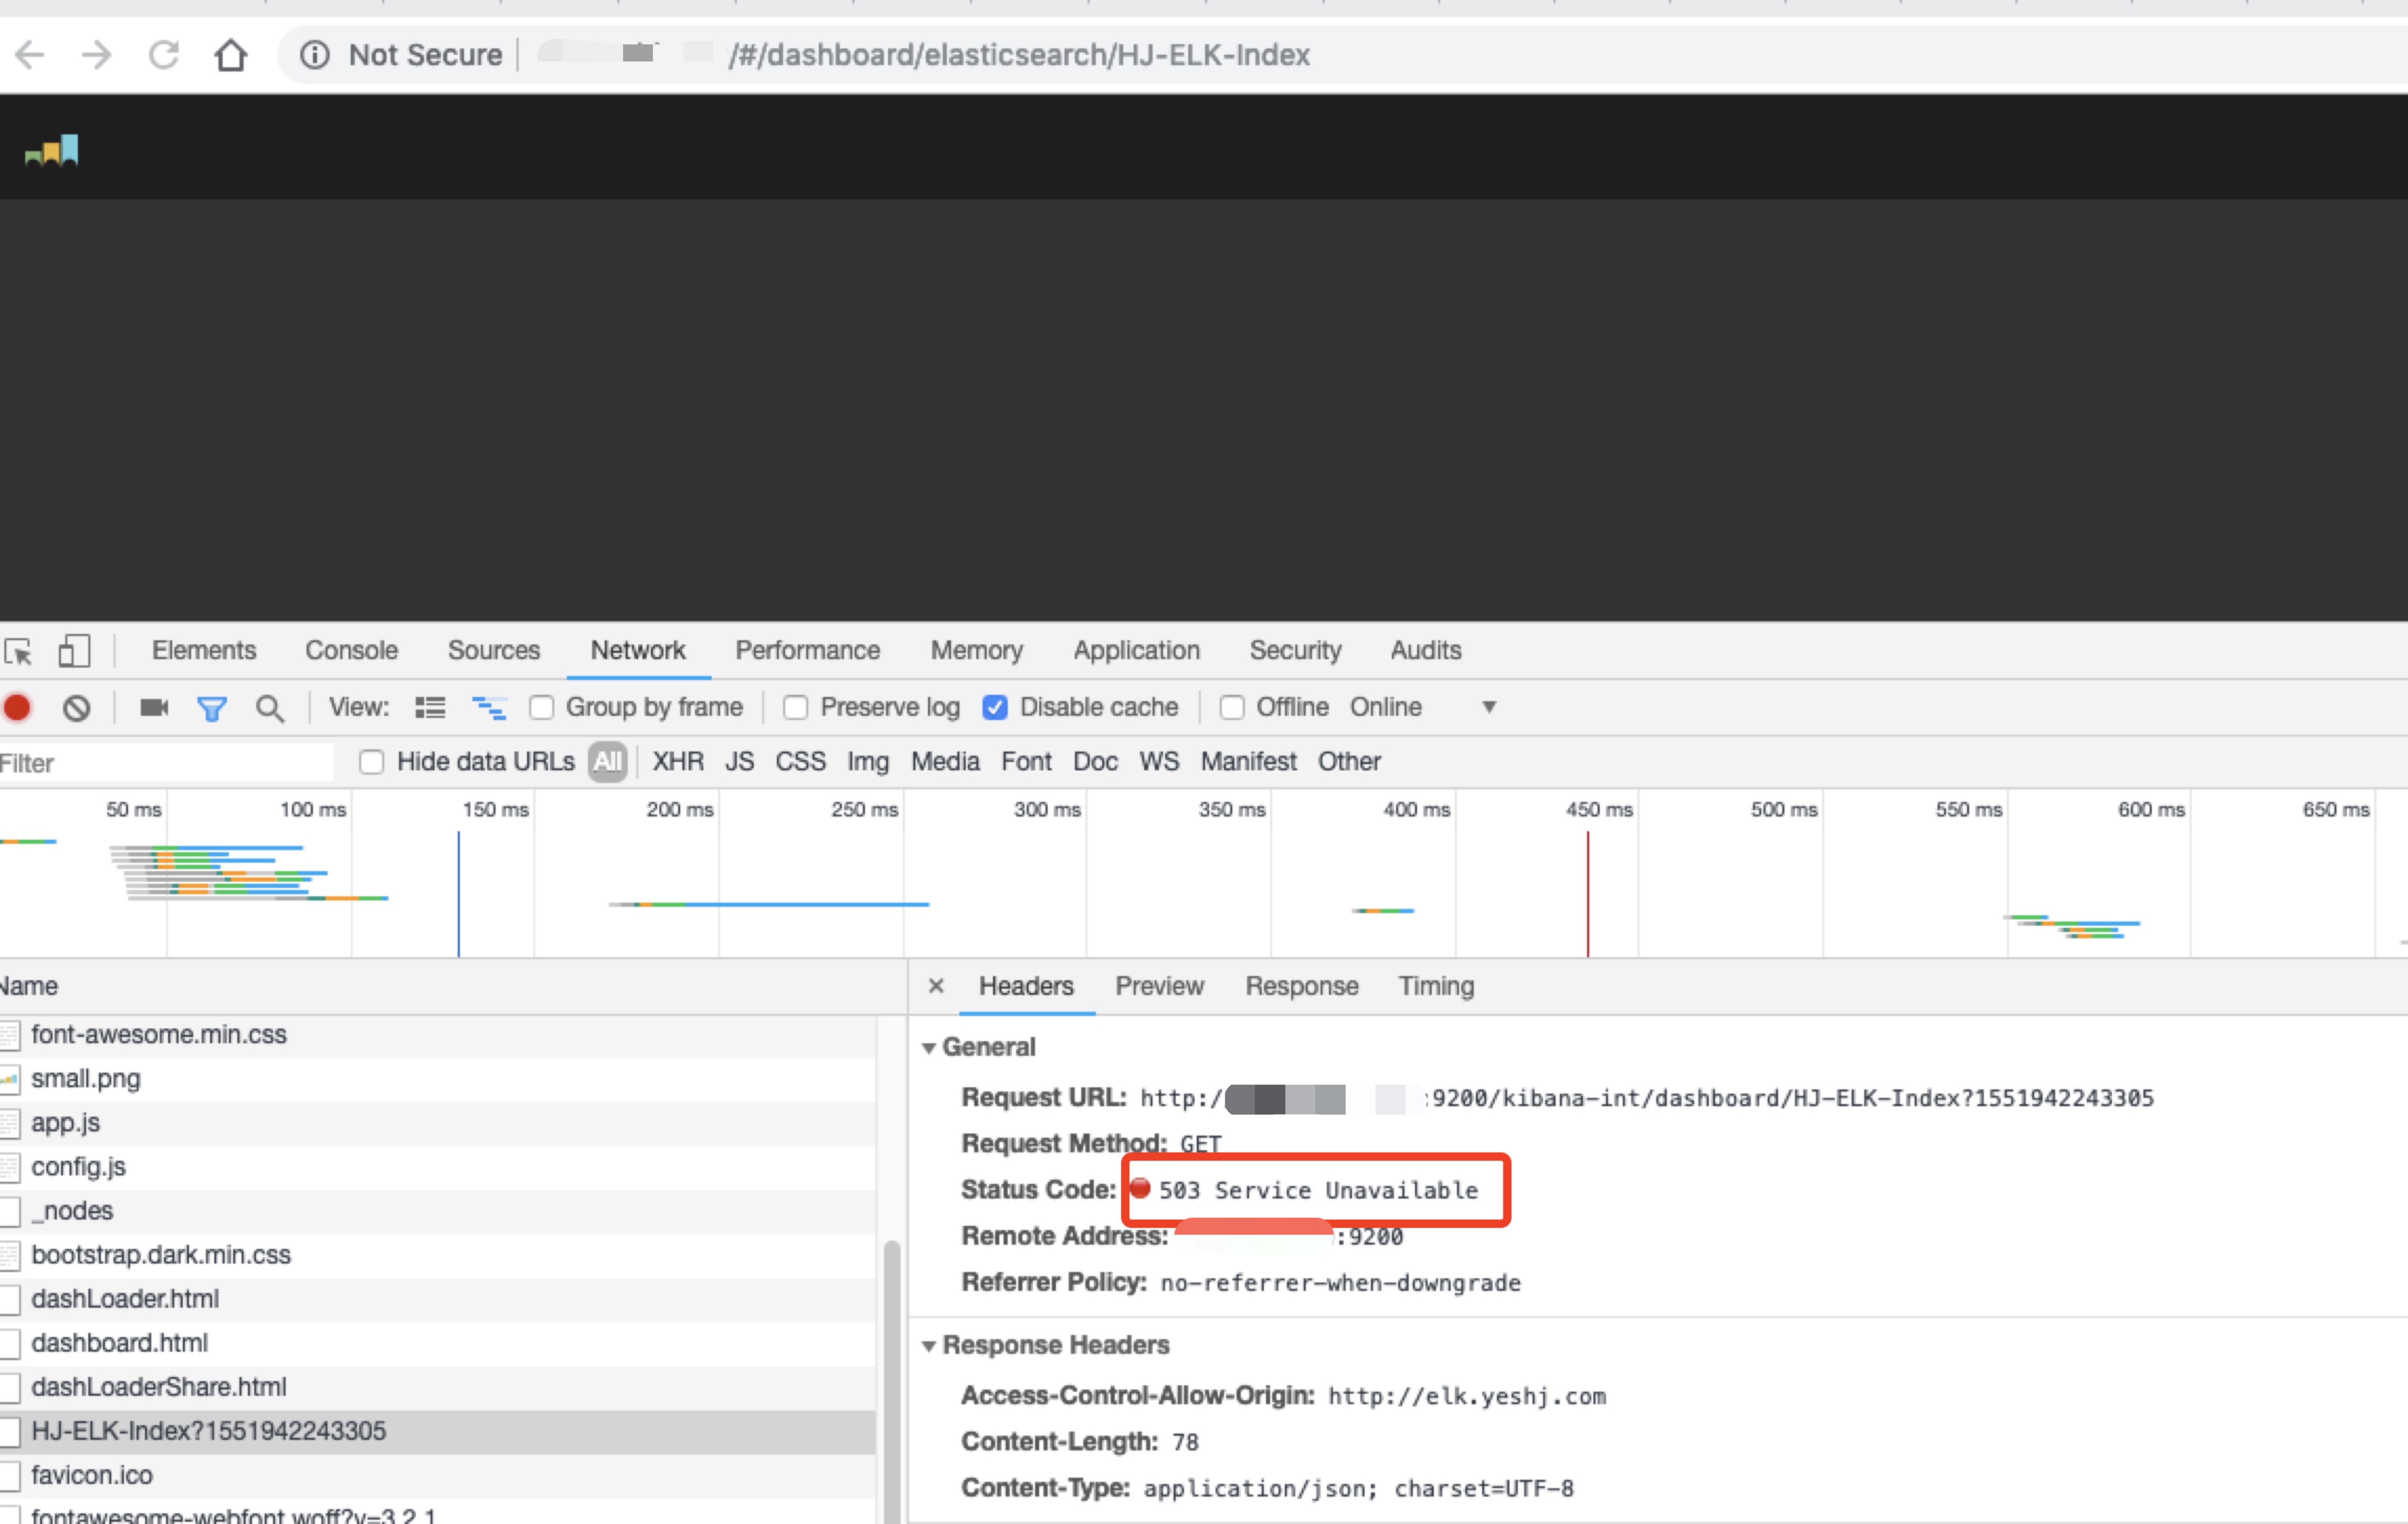 Not Secure /#/dashboard/elasticsearch/HJ-ELK-Index
Elements Console Sources Network Performance Memory Application Security Audits
View: Group by frame Preserve log Disable cache Offline Online
Filter Hide data URLs All XHR JS CSS Img Media Font Doc WS Manifest Other
50 ms 100 ms 150 ms 200 ms 250 ms 300 ms 350 ms 400 ms 450 ms 500 ms 550 ms 600 ms 650 ms
Name
Headers Preview Response Timing
font-awesome.min.css
small.png
app.js
config.js
_nodes
bootstrap.dark.min.css
dashLoader.html
dashboard.html
dashLoaderShare.html
HJ-ELK-Index?1551942243305
favicon.ico
fontawesome-webfont.woff?v=3.2.1
General
Request URL: http:/ :9200/kibana-int/dashboard/HJ-ELK-Index?1551942243305
Request Method: GET
Status Code: 503 Service Unavailable
Remote Address: :9200
Referrer Policy: no-referrer-when-downgrade
Response Headers
Access-Control-Allow-Origin: http://elk.yeshj.com
Content-Length: 78
Content-Type: application/json; charset=UTF-8